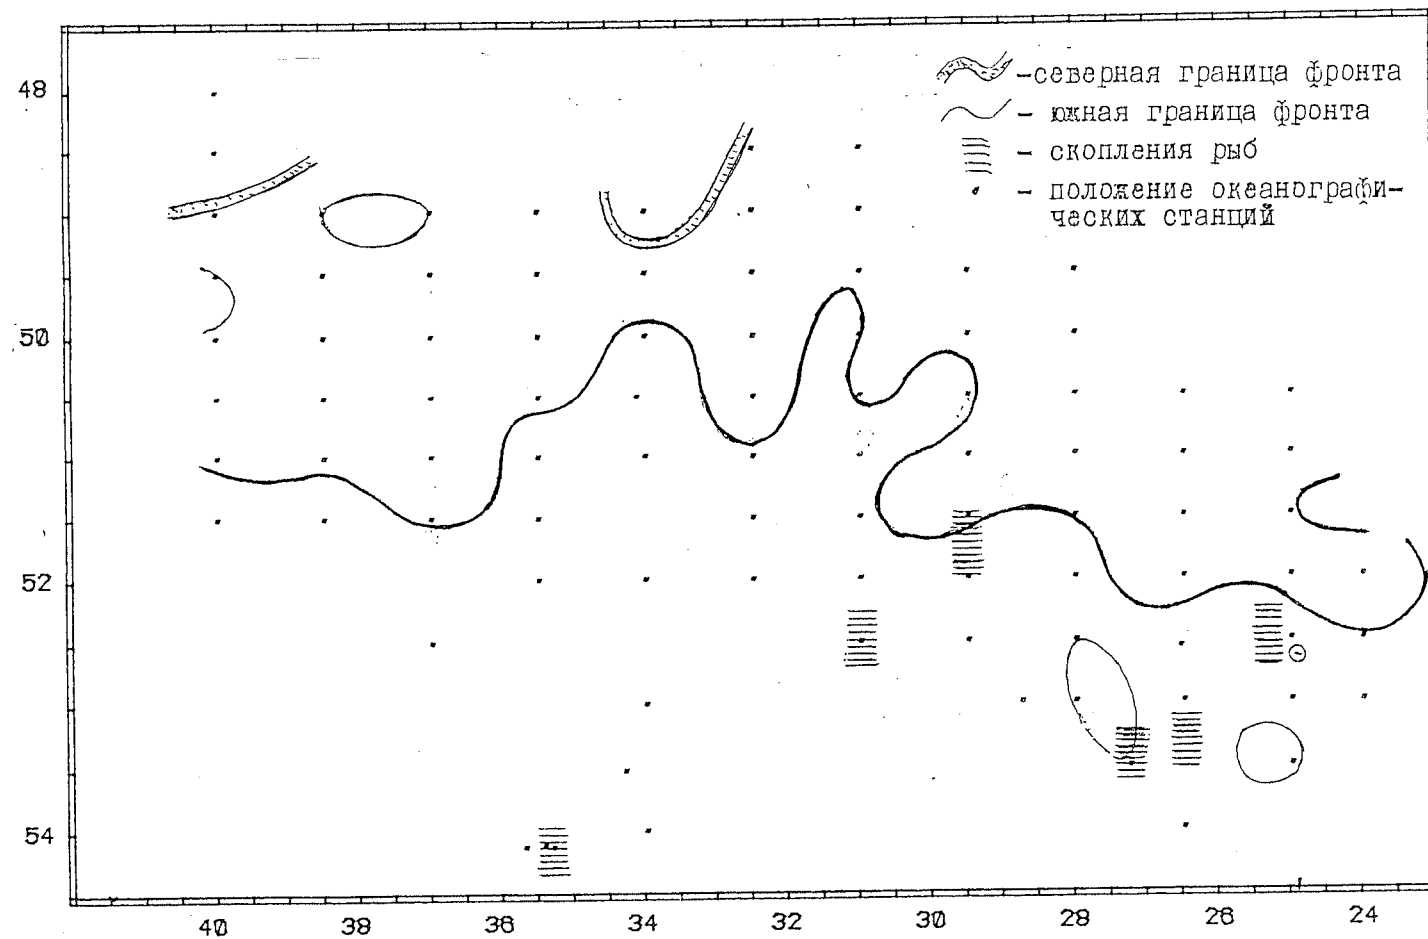 48
50
52
54
40 38 36 34 32 30 28 26 24
-северная граница фронта
- южная граница фронта
- скопления рыб
- положение океанографи-
ческих станций